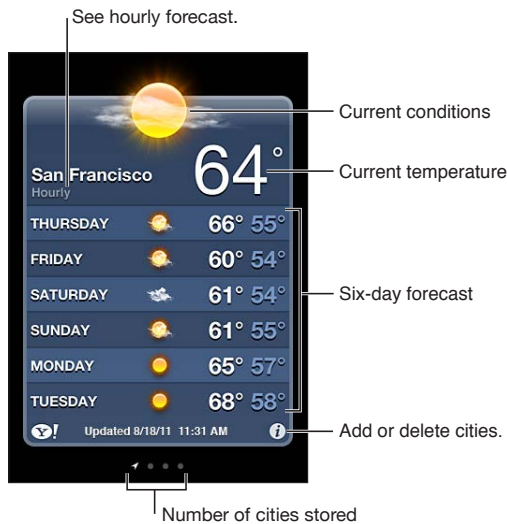 See hourly forecast.
Current conditions
64°
Current temperature
San Francisco
Hourly
THURSDAY 66° 55°
FRIDAY 60° 54°
SATURDAY 61° 54°
Six-day forecast
SUNDAY 61° 55°
MONDAY 65° 57°
TUESDAY 68° 58°
Y! Updated 8/18/11 11:31 AM i
Add or delete cities.
Number of cities stored